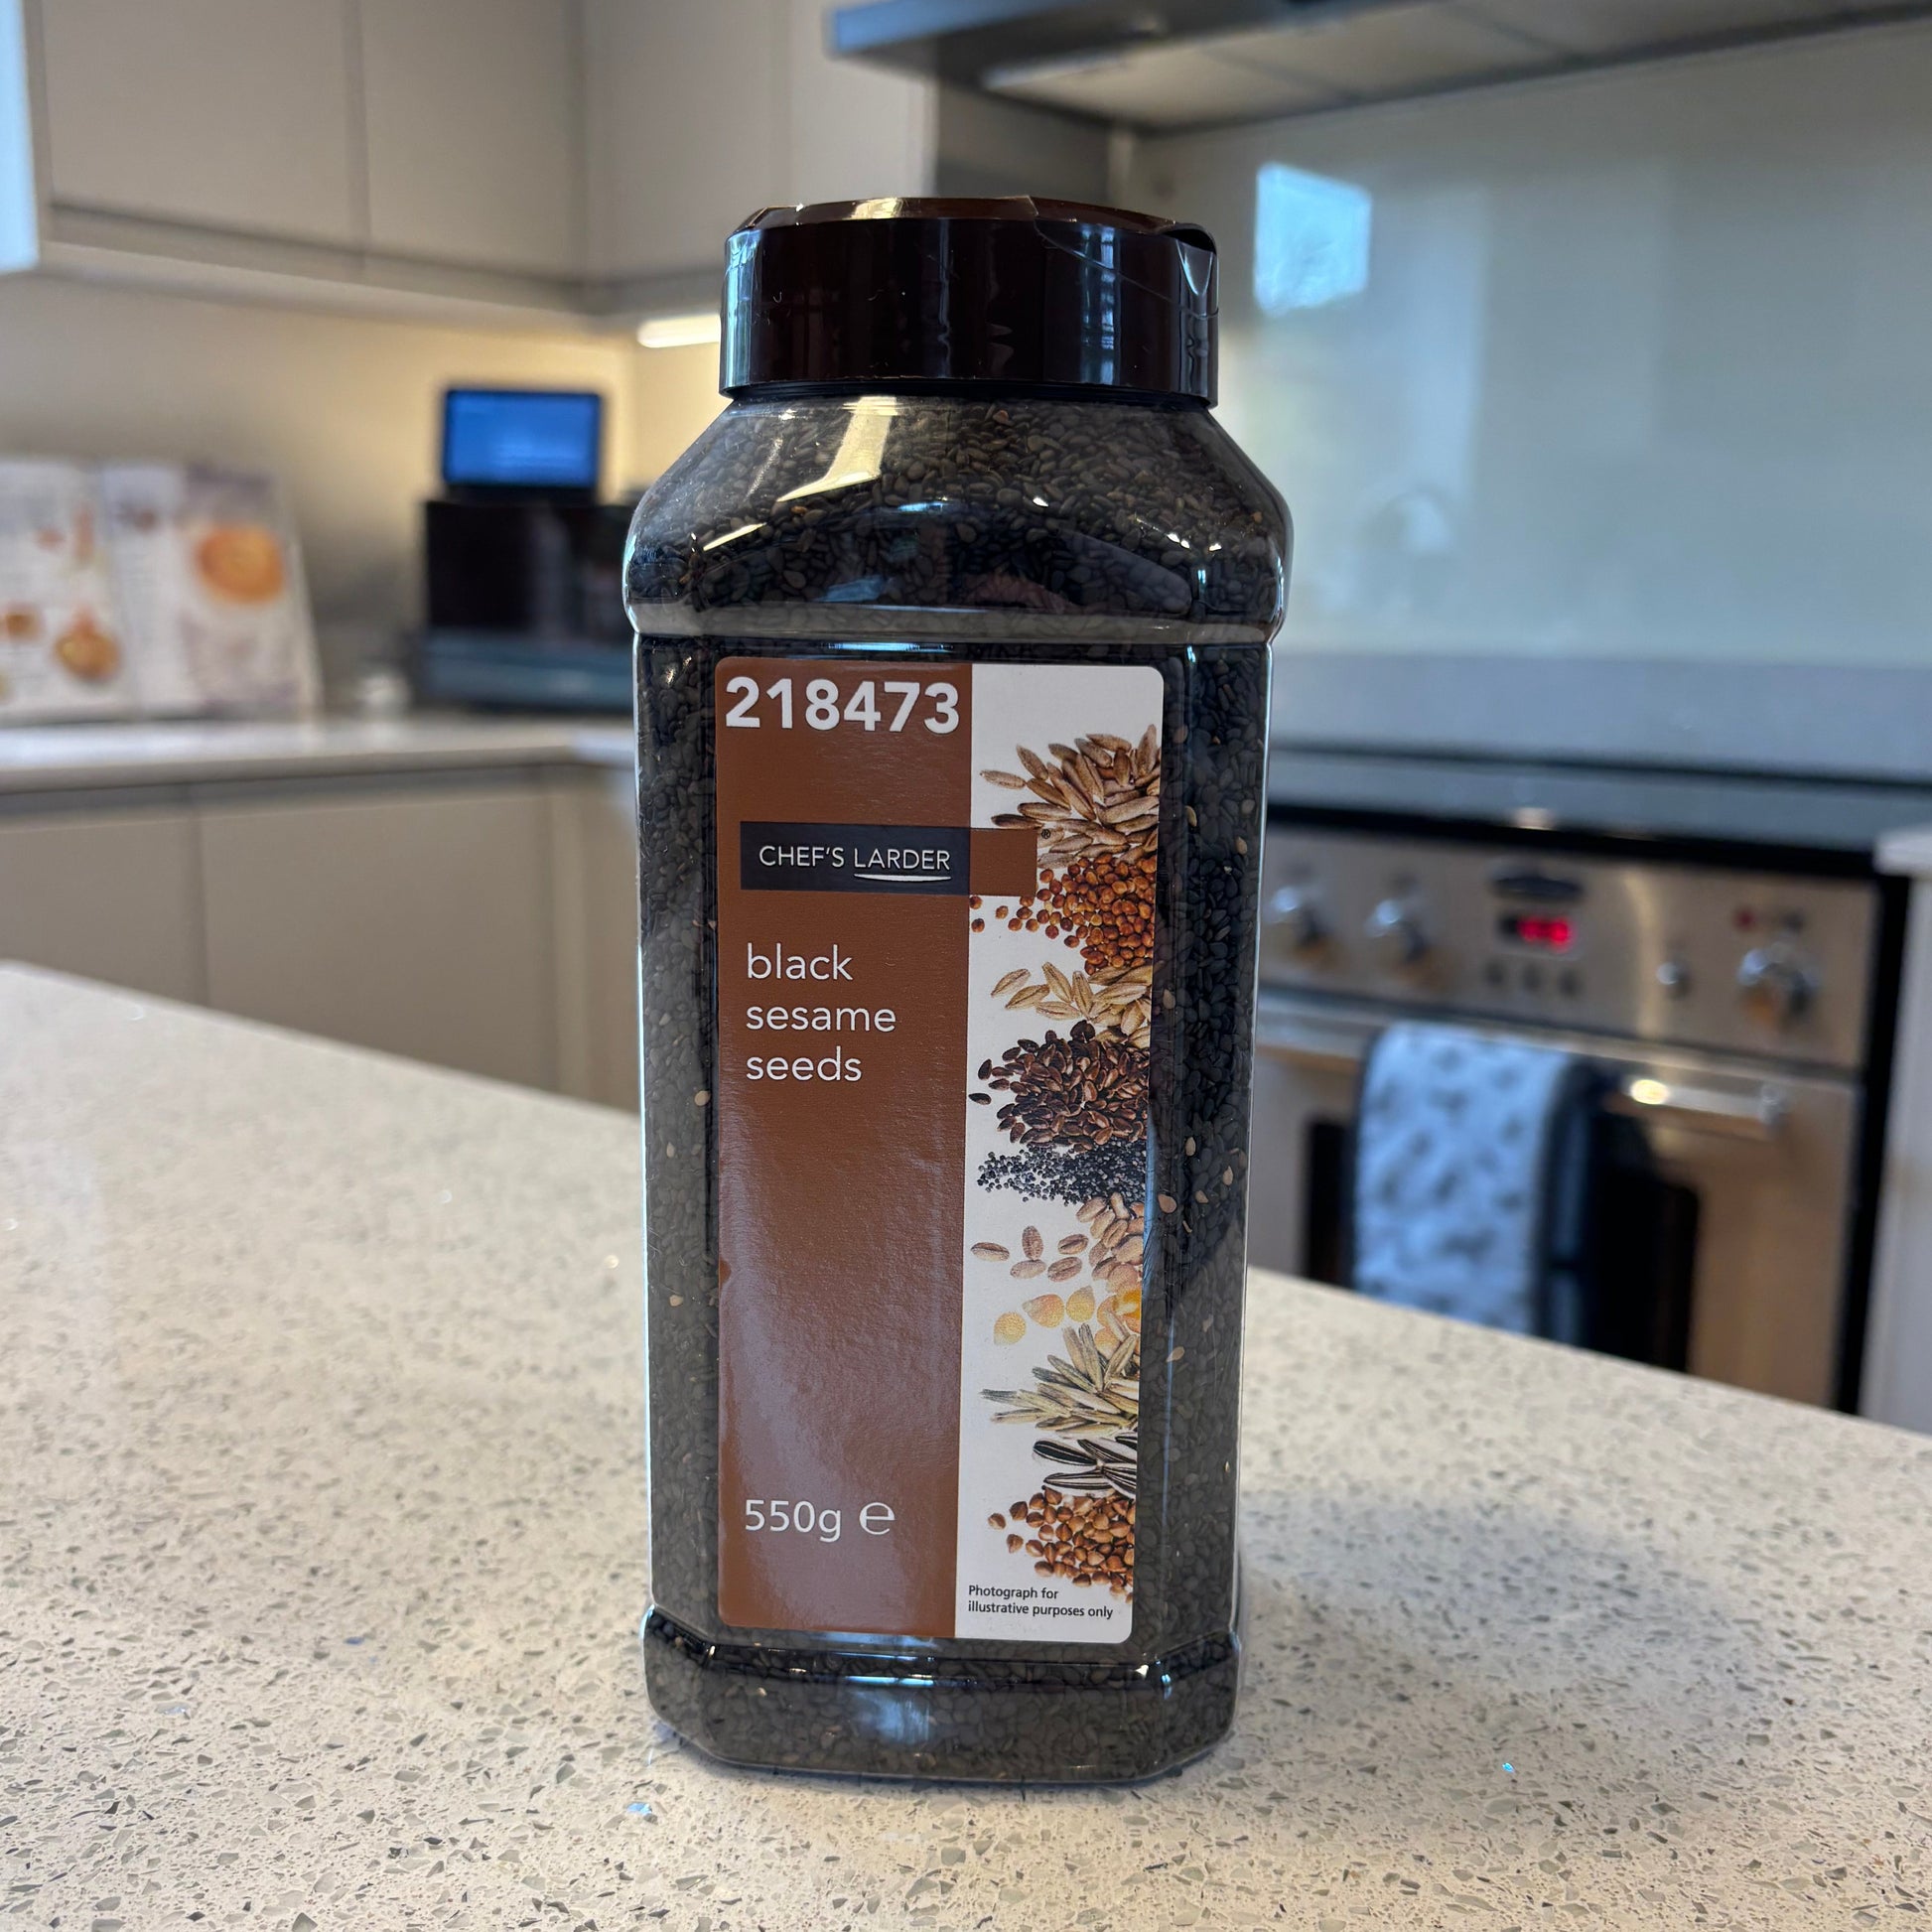 218473
CHEF'S LARDER®
black
sesame
seeds
550g ℮
Photograph for
illustrative purposes only